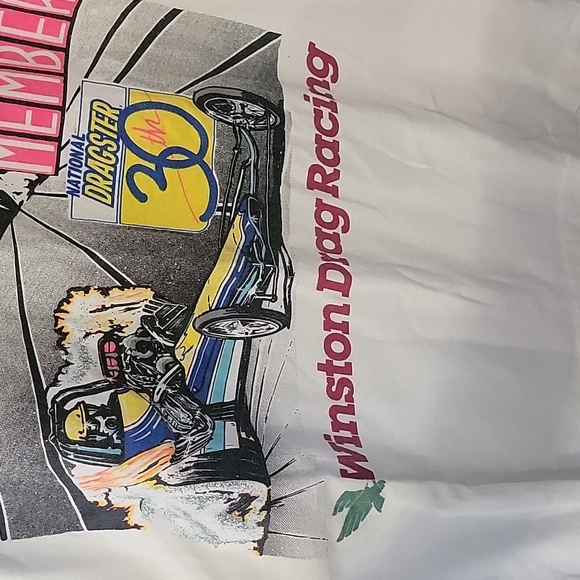 MEMBER
NATIONAL
DRAGSTER
30th
Winston Drag Racing